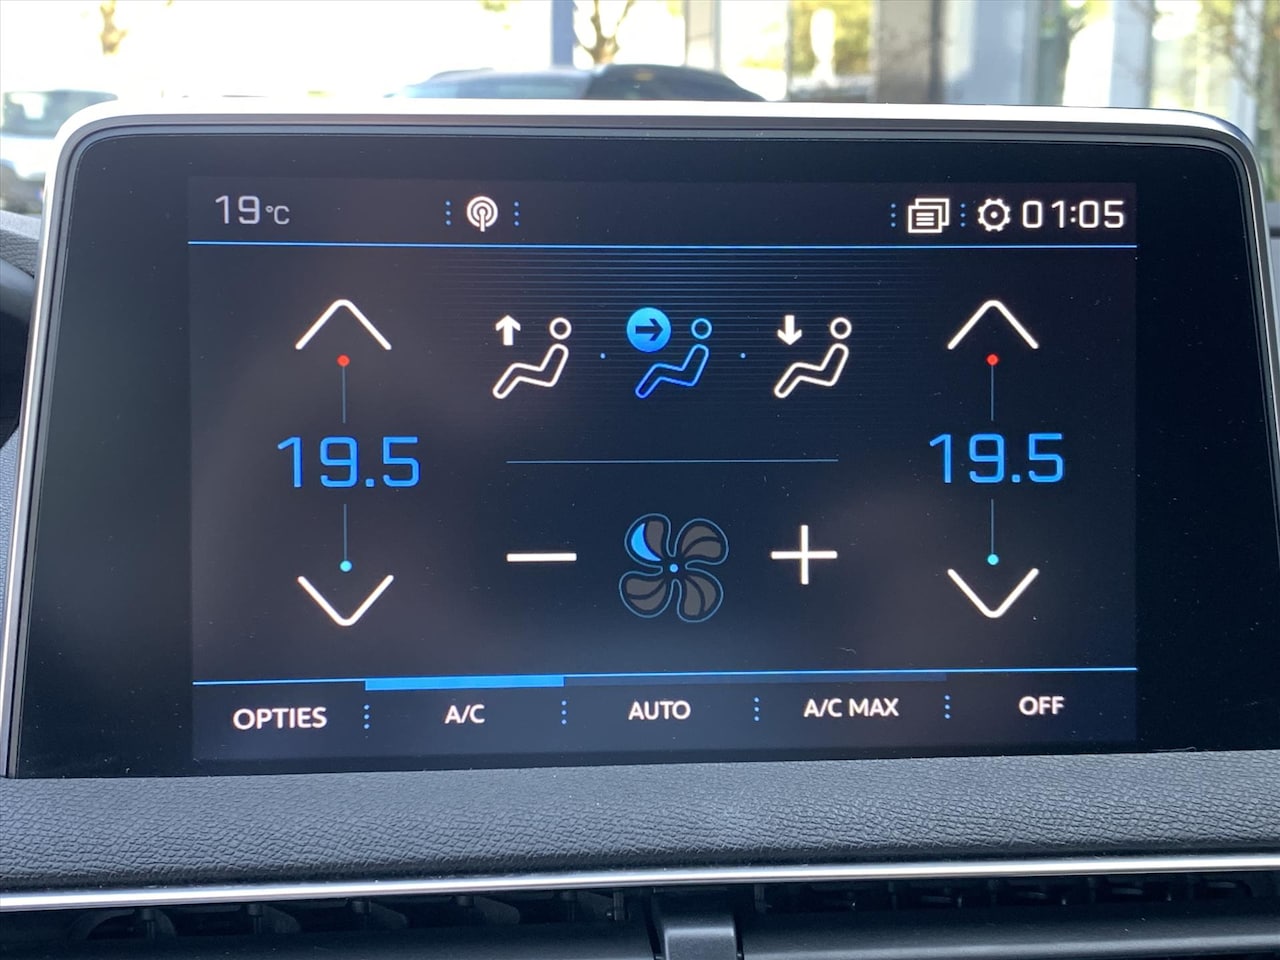 19°C 01:05
19.5 19.5
OPTIES A/C AUTO A/C MAX OFF